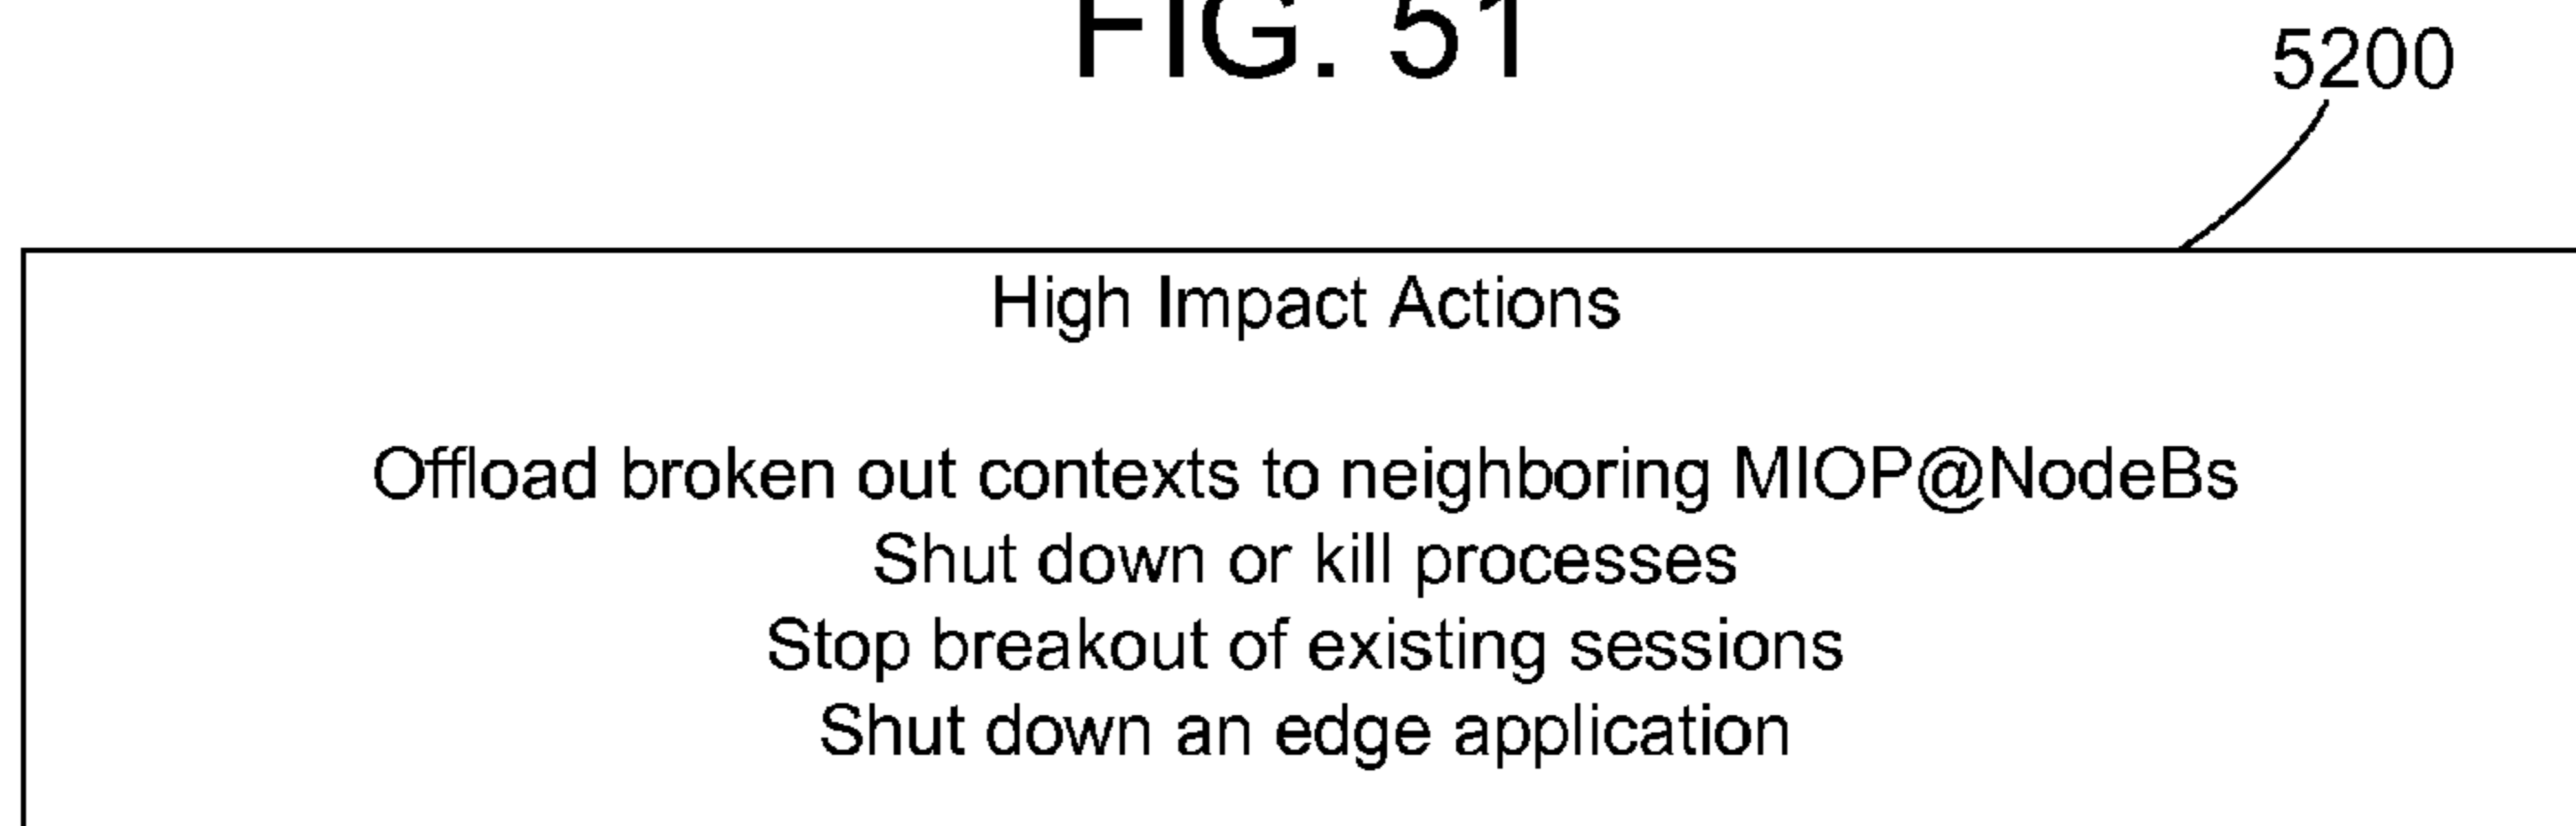 FIG. 51
5200
High Impact Actions
Offload broken out contexts to neighboring MIOP@NodeBs
Shut down or kill processes
Stop breakout of existing sessions
Shut down an edge application